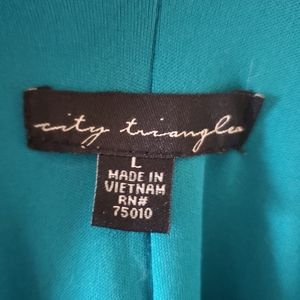 city triangles
L
MADE IN
VIETNAM
RN#
75010